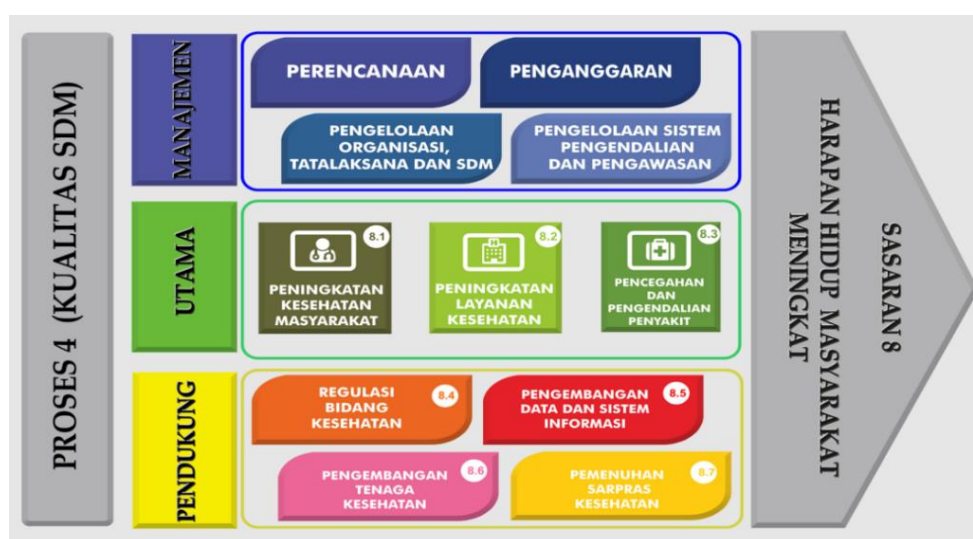 PROSES 4 (KUALITAS SDM)
MANAJEMEN
PERENCANAAN
PENGANGGARAN
PENGELOLAAN
ORGANISASI,
TATALAKSANA DAN SDM
PENGELOLAAN SISTEM
PENGENDALIAN
DAN PENGAWASAN
UTAMA
8.1
PENINGKATAN
KESEHATAN
MASYARAKAT
8.2
PENINGKATAN
LAYANAN
KESEHATAN
8.3
PENCEGAHAN
DAN
PENGENDALIAN
PENYAKIT
PENDUKUNG
REGULASI
BIDANG
KESEHATAN
8.4
PENGEMBANGAN
DATA DAN SISTEM
INFORMASI
8.5
PENGEMBANGAN
TENAGA
KESEHATAN
8.6
PEMENUHAN
SARPRAS
KESEHATAN
8.7
SASARAN 8
HARAPAN HIDUP MASYARAKAT
MENINGKAT